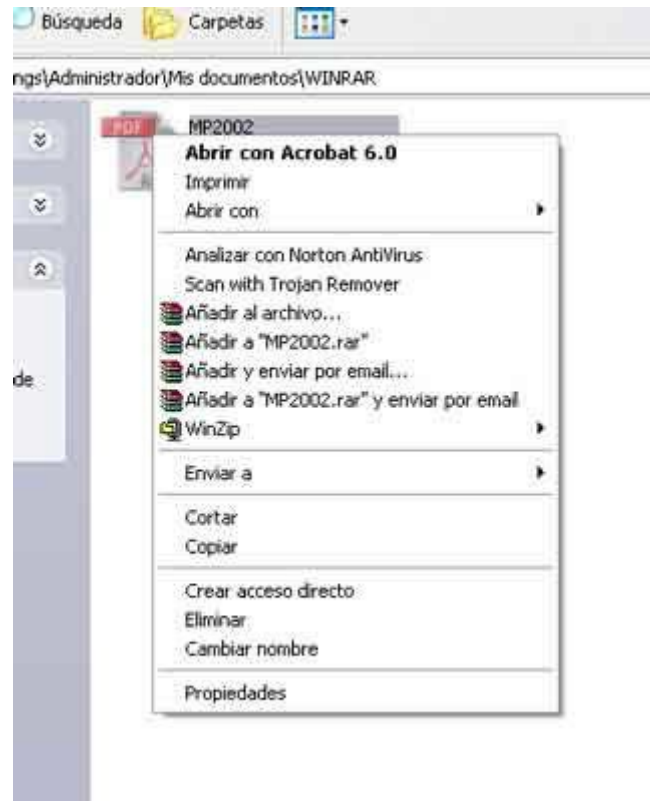 Búsqueda Carpetas
ngs\Administrador\Mis documentos\WINRAR
PDF MP2002
Abrir con Acrobat 6.0
Imprimir
Abrir con
Analizar con Norton AntiVirus
Scan with Trojan Remover
Añadir al archivo...
Añadir a "MP2002.rar"
Añadir y enviar por email...
de
Añadir a "MP2002.rar" y enviar por email
WinZip
Enviar a
Cortar
Copiar
Crear acceso directo
Eliminar
Cambiar nombre
Propiedades